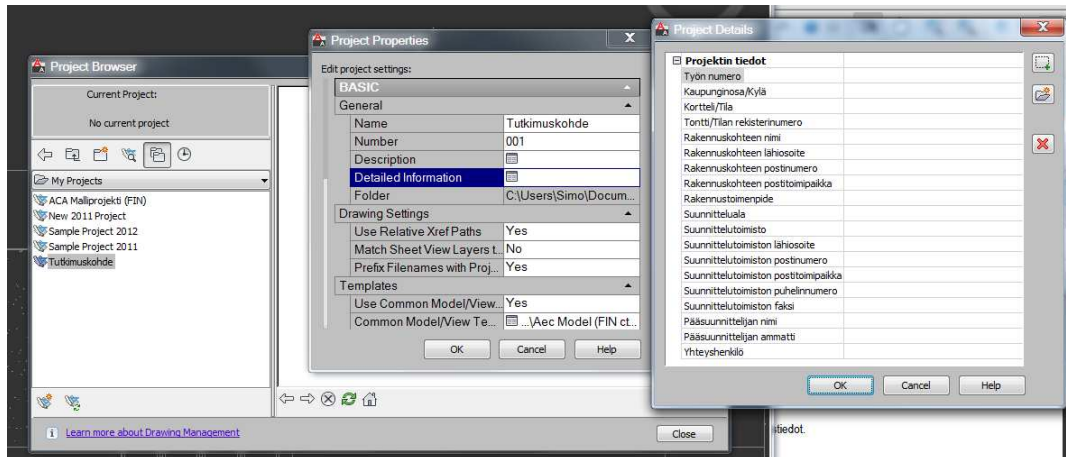 Project Browser
Current Project:
No current project
My Projects
ACA Malliprojekti (FIN)
New 2011 Project
Sample Project 2012
Sample Project 2011
Tutkimuskohde
Learn more about Drawing Management
Close
Project Properties
X
Edit project settings:
BASIC
General
Name Tutkimuskohde
Number 001
Description
Detailed Information
Folder C:\Users\Simo\Docum...
Drawing Settings
Use Relative Xref Paths Yes
Match Sheet View Layers t... No
Prefix Filenames with Proj... Yes
Templates
Use Common Model/View... Yes
Common Model/View Te... ...\Aec Model (FIN ct...
OK Cancel Help
Project Details
X
Projektin tiedot
Työn numero
Kaupunginosa/Kylä
Kortteli/Tila
Tontti/Tilan rekisterinumero
Rakennuskohteen nimi
Rakennuskohteen lähiosoite
Rakennuskohteen postinumero
Rakennuskohteen postitoimipaikka
Rakennustoimenpide
Suunnitteluala
Suunnittelutoimisto
Suunnittelutoimiston lähiosoite
Suunnittelutoimiston postinumero
Suunnittelutoimiston postitoimipaikka
Suunnittelutoimiston puhelinnumero
Suunnittelutoimiston faksi
Pääsuunnittelijan nimi
Pääsuunnittelijan ammatti
Yhteyshenkilö
OK Cancel Help
stiedot.